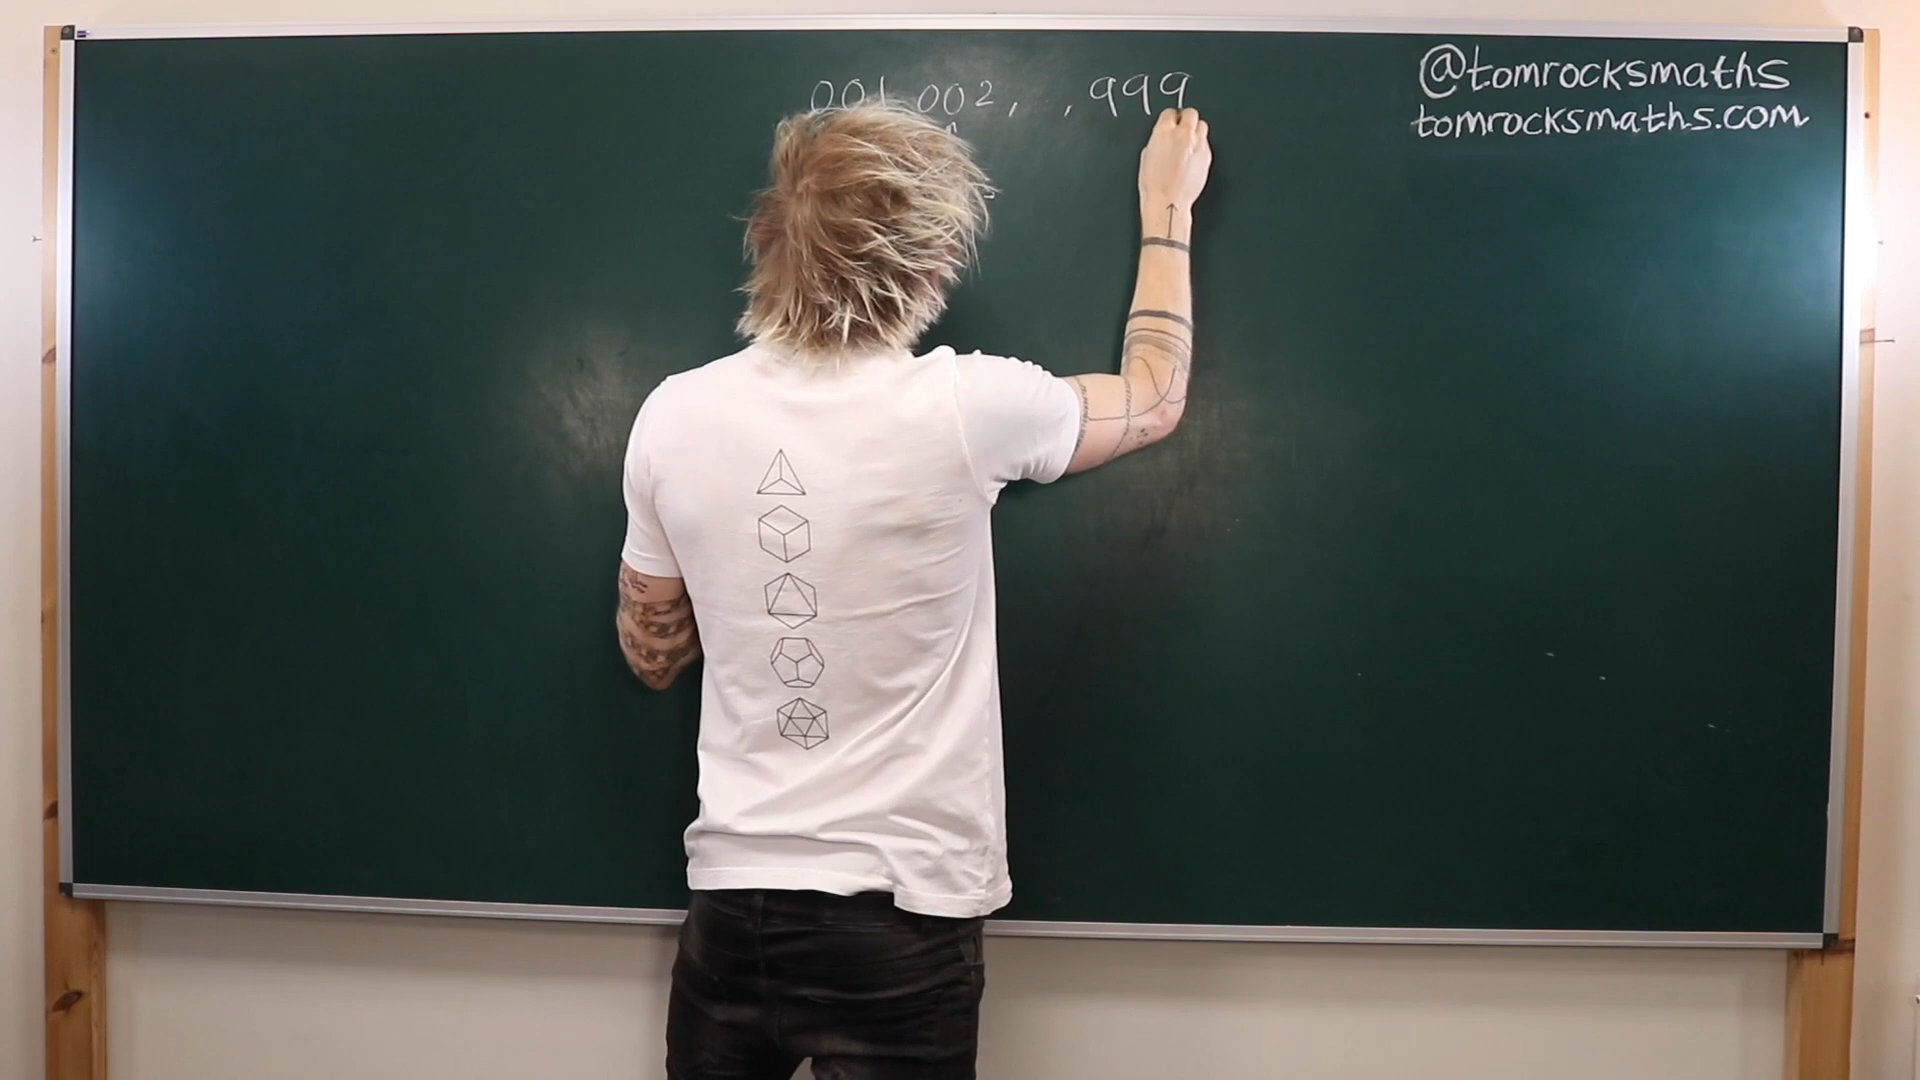 001, 002, . . , 999
@tomrocksmaths
tomrocksmaths.com